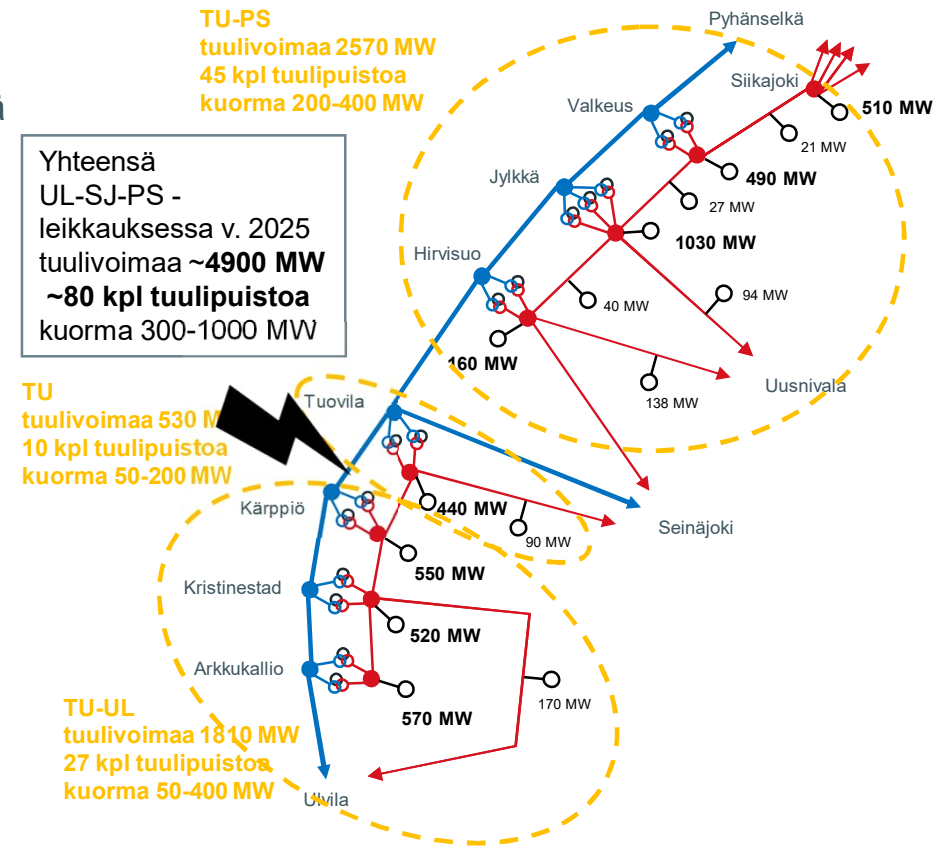 TU-PS
tuulivoimaa 2570 MW
45 kpl tuulipuistoa
kuorma 200-400 MW
Pyhänselkä
Siikajoki
510 MW
Valkeus
21 MW
ä
Yhteensä
UL-SJ-PS -
leikkauksessa v. 2025
tuulivoimaa ~4900 MW
~80 kpl tuulipuistoa
kuorma 300-1000 MW
490 MW
Jylkkä
27 MW
1030 MW
Hirvisuo
94 MW
40 MW
160 MW
Uusnivala
138 MW
TU
tuulivoimaa 530 M
10 kpl tuulipuistoa
kuorma 50-200 MW
Tuovila
Kärppiö
440 MW
Seinäjoki
90 MW
550 MW
Kristinestad
520 MW
Arkkukallio
570 MW
170 MW
TU-UL
tuulivoimaa 1810 MW
27 kpl tuulipuistoa
kuorma 50-400 MW
Ulvila